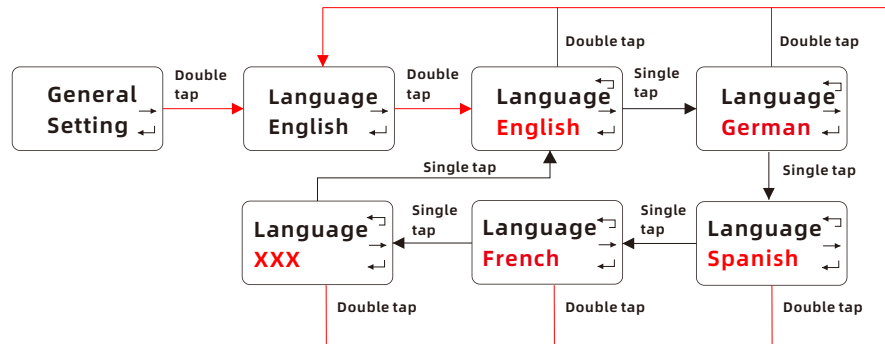 Double tap
Double tap
General
Setting
Double
tap
Language
English
Double
tap
Language
English
Single
tap
Language
German
Single tap
Single tap
Language
XXX
Single
tap
Language
French
Single
tap
Language
Spanish
Double tap
Double tap
Double tap